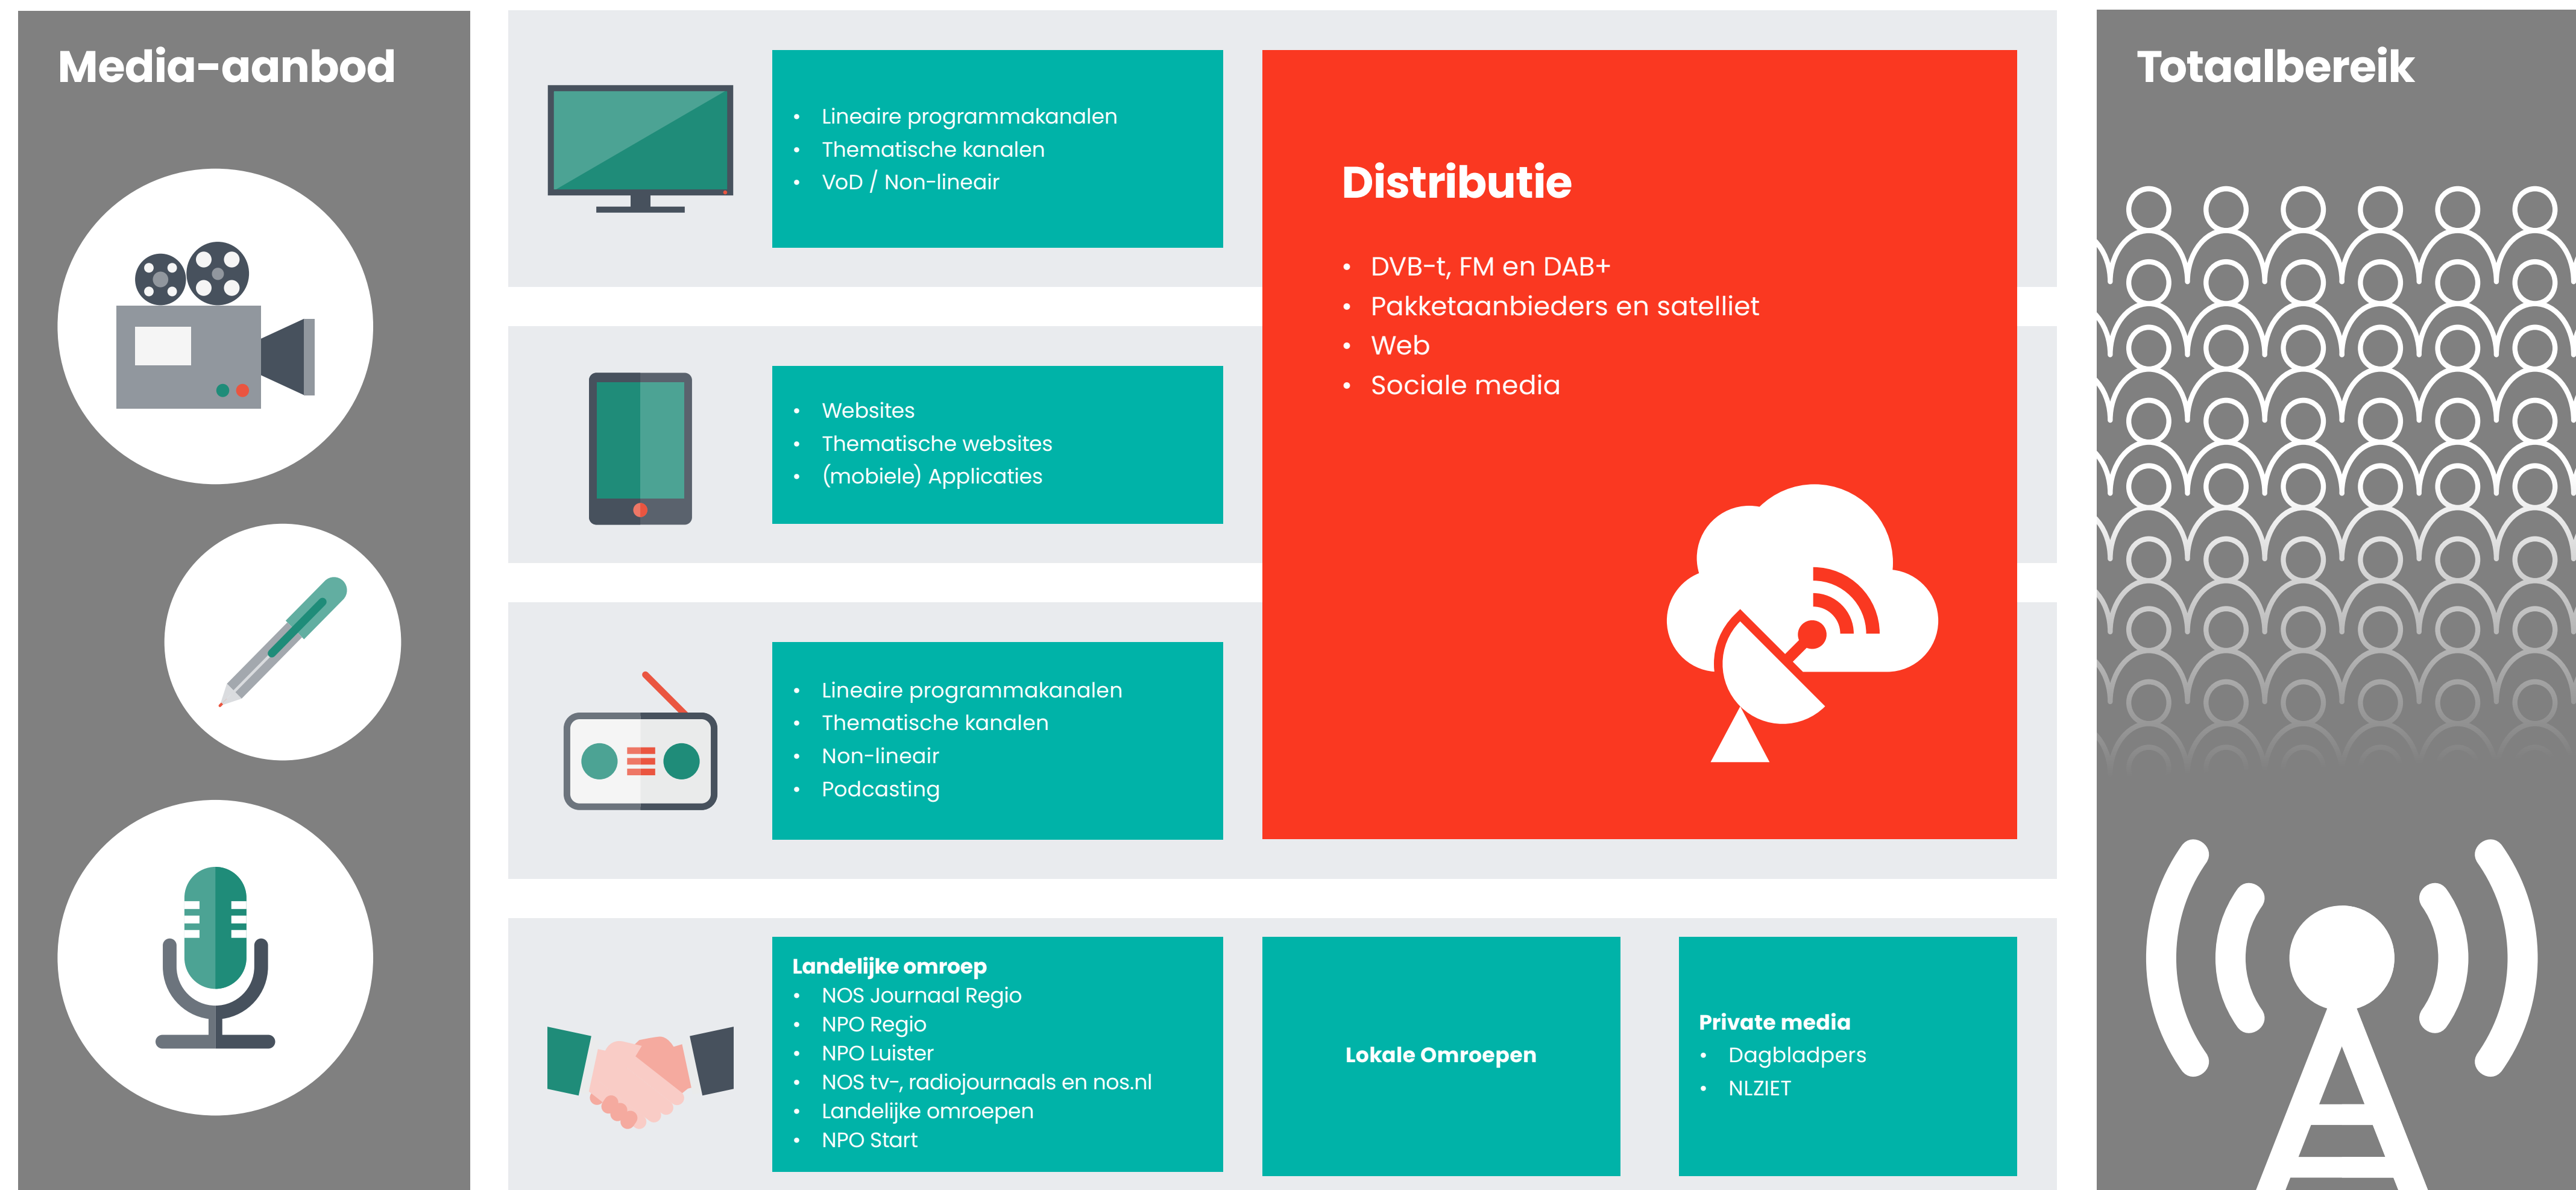 Media-aanbod
• Lineaire programmakanalen
• Thematische kanalen
• VoD / Non-lineair
• Websites
• Thematische websites
• (mobiele) Applicaties
• Lineaire programmakanalen
• Thematische kanalen
• Non-lineair
• Podcasting
Distributie
• DVB-t, FM en DAB+
• Pakketaanbieders en satelliet
• Web
• Sociale media
Landelijke omroep
• NOS Journaal Regio
• NPO Regio
• NPO Luister
• NOS tv-, radiojournaals en nos.nl
• Landelijke omroepen
• NPO Start
Lokale Omroepen
Private media
• Dagbladpers
• NLZIET
Totaalbereik